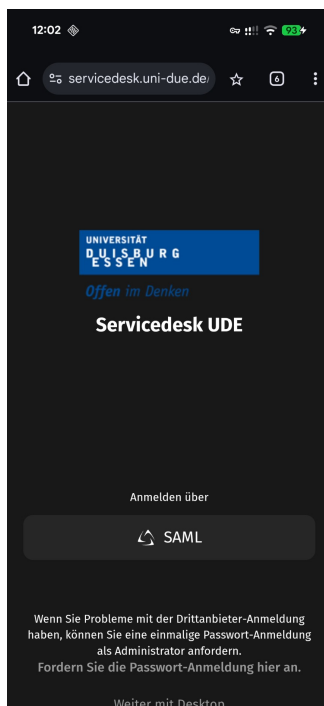 12:02
93
servicedesk.uni-due.de/
6
UNIVERSITÄT
DUISBURG
ESSEN
Offen im Denken
Servicedesk UDE
Anmelden über
SAML
Wenn Sie Probleme mit der Drittanbieter-Anmeldung
haben, können Sie eine einmalige Passwort-Anmeldung
als Administrator anfordern.
Fordern Sie die Passwort-Anmeldung hier an.
Weiter mit Desktop